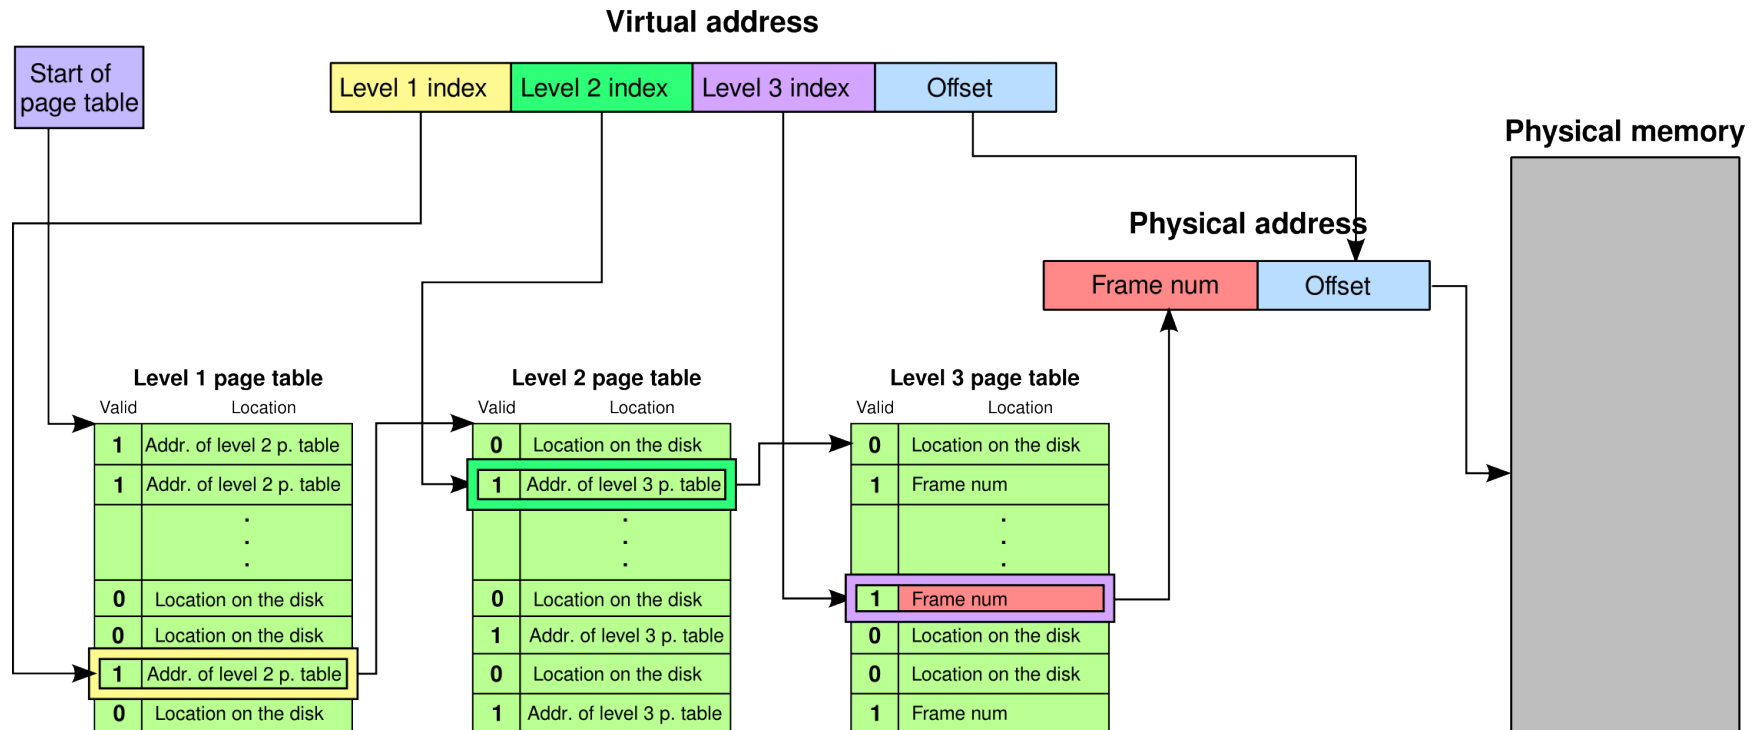 Virtual address
Start of
page table
Level 1 index Level 2 index Level 3 index Offset
Physical memory
Physical address
Frame num Offset
Level 1 page table
Valid Location
1 Addr. of level 2 p. table
1 Addr. of level 2 p. table
.
.
.
0 Location on the disk
0 Location on the disk
1 Addr. of level 2 p. table
0 Location on the disk
Level 2 page table
Valid Location
0 Location on the disk
1 Addr. of level 3 p. table
.
.
.
0 Location on the disk
1 Addr. of level 3 p. table
0 Location on the disk
1 Addr. of level 3 p. table
Level 3 page table
Valid Location
0 Location on the disk
1 Frame num
.
.
.
1 Frame num
0 Location on the disk
0 Location on the disk
1 Frame num